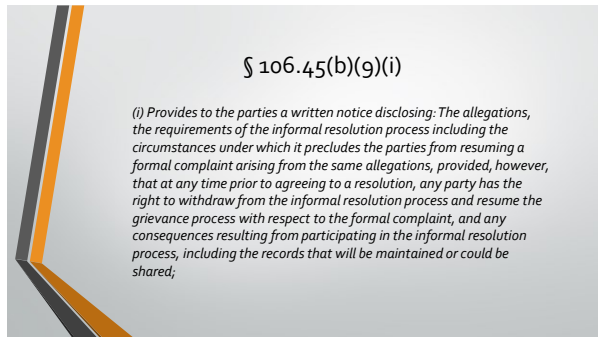 § 106.45(b)(9)(i)
(i) Provides to the parties a written notice disclosing: The allegations,
the requirements of the informal resolution process including the
circumstances under which it precludes the parties from resuming a
formal complaint arising from the same allegations, provided, however,
that at any time prior to agreeing to a resolution, any party has the
right to withdraw from the informal resolution process and resume the
grievance process with respect to the formal complaint, and any
consequences resulting from participating in the informal resolution
process, including the records that will be maintained or could be
shared;